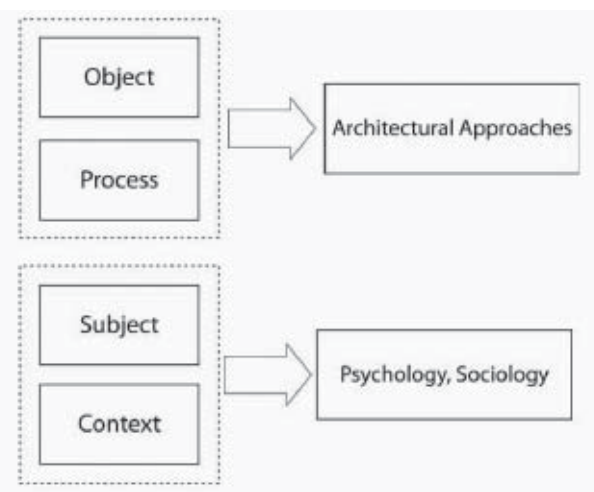 Object
Process
Architectural Approaches
Subject
Context
Psychology, Sociology